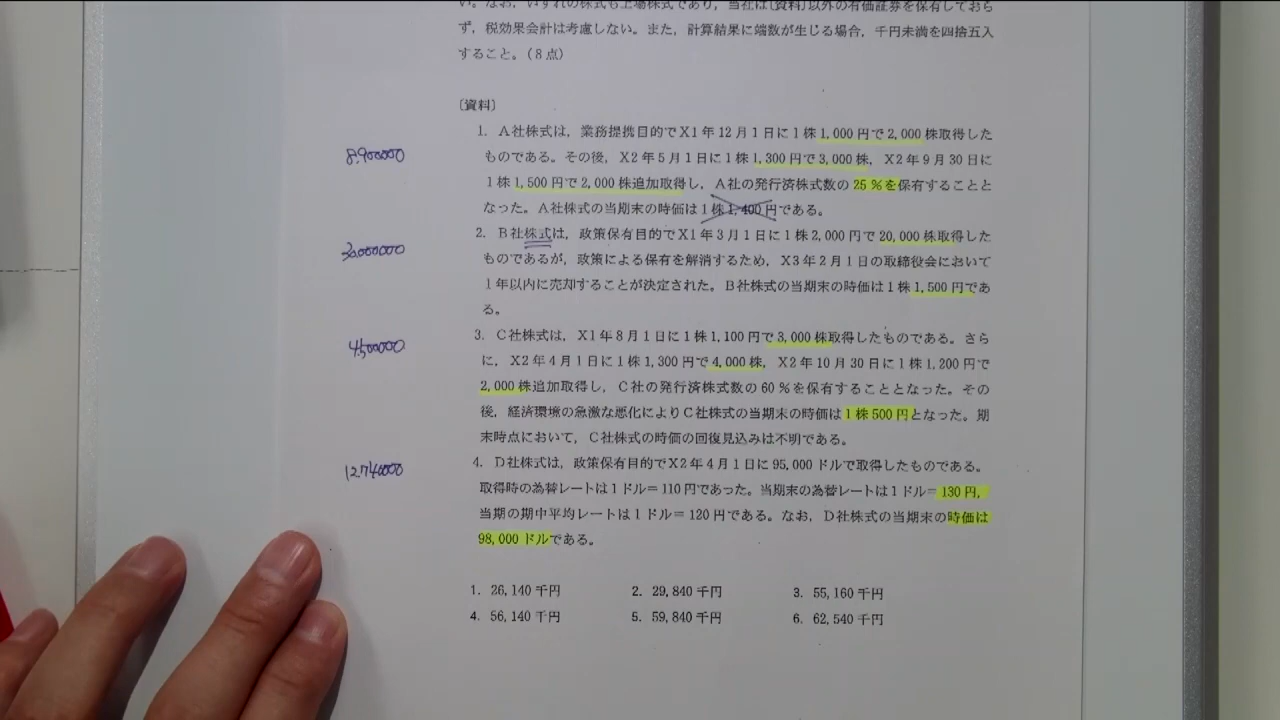 い。なお，いずれの株式も上場株式であり，当社は〔資料〕以外の有価証券を保有しておら
ず，税効果会計は考慮しない。また，計算結果に端数が生じる場合，千円未満を四捨五入
すること。（８点）
〔資料〕
1．Ａ社株式は，業務提携目的でＸ1年12月1日に1株1,000円で2,000株取得した
ものである。その後，Ｘ2年5月1日に1株1,300円で3,000株，Ｘ2年9月30日に
1株1,500円で2,000株追加取得し，Ａ社の発行済株式数の25％を保有することと
なった。Ａ社株式の当期末の時価は1株1,400円である。
8,900,000
2．Ｂ社株式は，政策保有目的でＸ1年3月1日に1株2,000円で20,000株取得した
ものであるが，政策による保有を解消するため，Ｘ3年2月1日の取締役会において
1年以内に売却することが決定された。Ｂ社株式の当期末の時価は1株1,500円であ
る。
30,000,000
3．Ｃ社株式は，Ｘ1年8月1日に1株1,100円で3,000株取得したものである。さら
に，Ｘ2年4月1日に1株1,300円で4,000株，Ｘ2年10月30日に1株1,200円で
2,000株追加取得し，Ｃ社の発行済株式数の60％を保有することとなった。その
後，経済環境の急激な悪化によりＣ社株式の当期末の時価は1株500円となった。期
末時点において，Ｃ社株式の時価の回復見込みは不明である。
4,500,000
4．Ｄ社株式は，政策保有目的でＸ2年4月1日に95,000ドルで取得したものである。
取得時の為替レートは1ドル＝110円であった。当期末の為替レートは1ドル＝130円，
当期の期中平均レートは1ドル＝120円である。なお，Ｄ社株式の当期末の時価は
98,000ドルである。
12,740,000
1．26,140千円 2．29,840千円 3．55,160千円
4．56,140千円 5．59,840千円 6．62,540千円